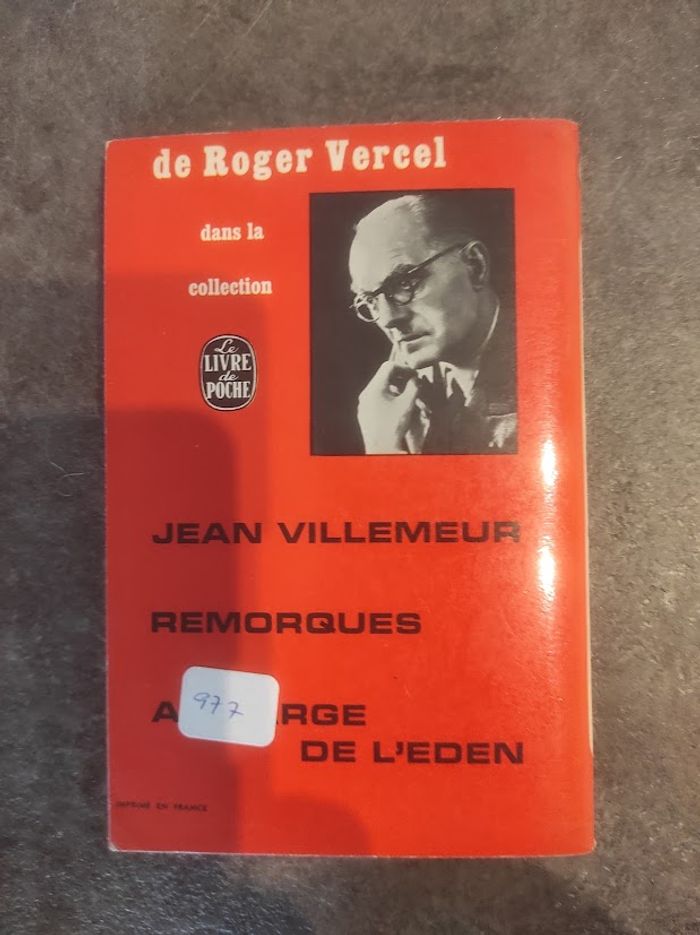 de Roger Vercel
dans la
collection
Le
LIVRE
de
POCHE
JEAN VILLEMEUR
REMORQUES
A
977
ARGE
DE L'EDEN
IMPRIMÉ EN FRANCE